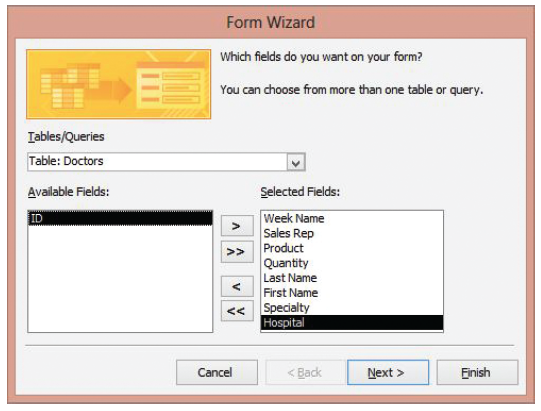 Form Wizard
Which fields do you want on your form?
You can choose from more than one table or query.
Tables/Queries
Table: Doctors
Available Fields:
Selected Fields:
ID
>
>>
<
<<
Week Name
Sales Rep
Product
Quantity
Last Name
First Name
Specialty
Hospital
Cancel
< Back
Next >
Finish